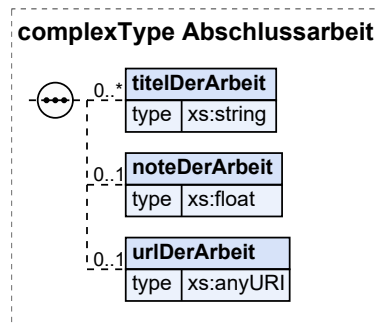 complexType Abschlussarbeit
0..* titelDerArbeit
type xs:string
0..1 noteDerArbeit
type xs:float
0..1 urlDerArbeit
type xs:anyURI